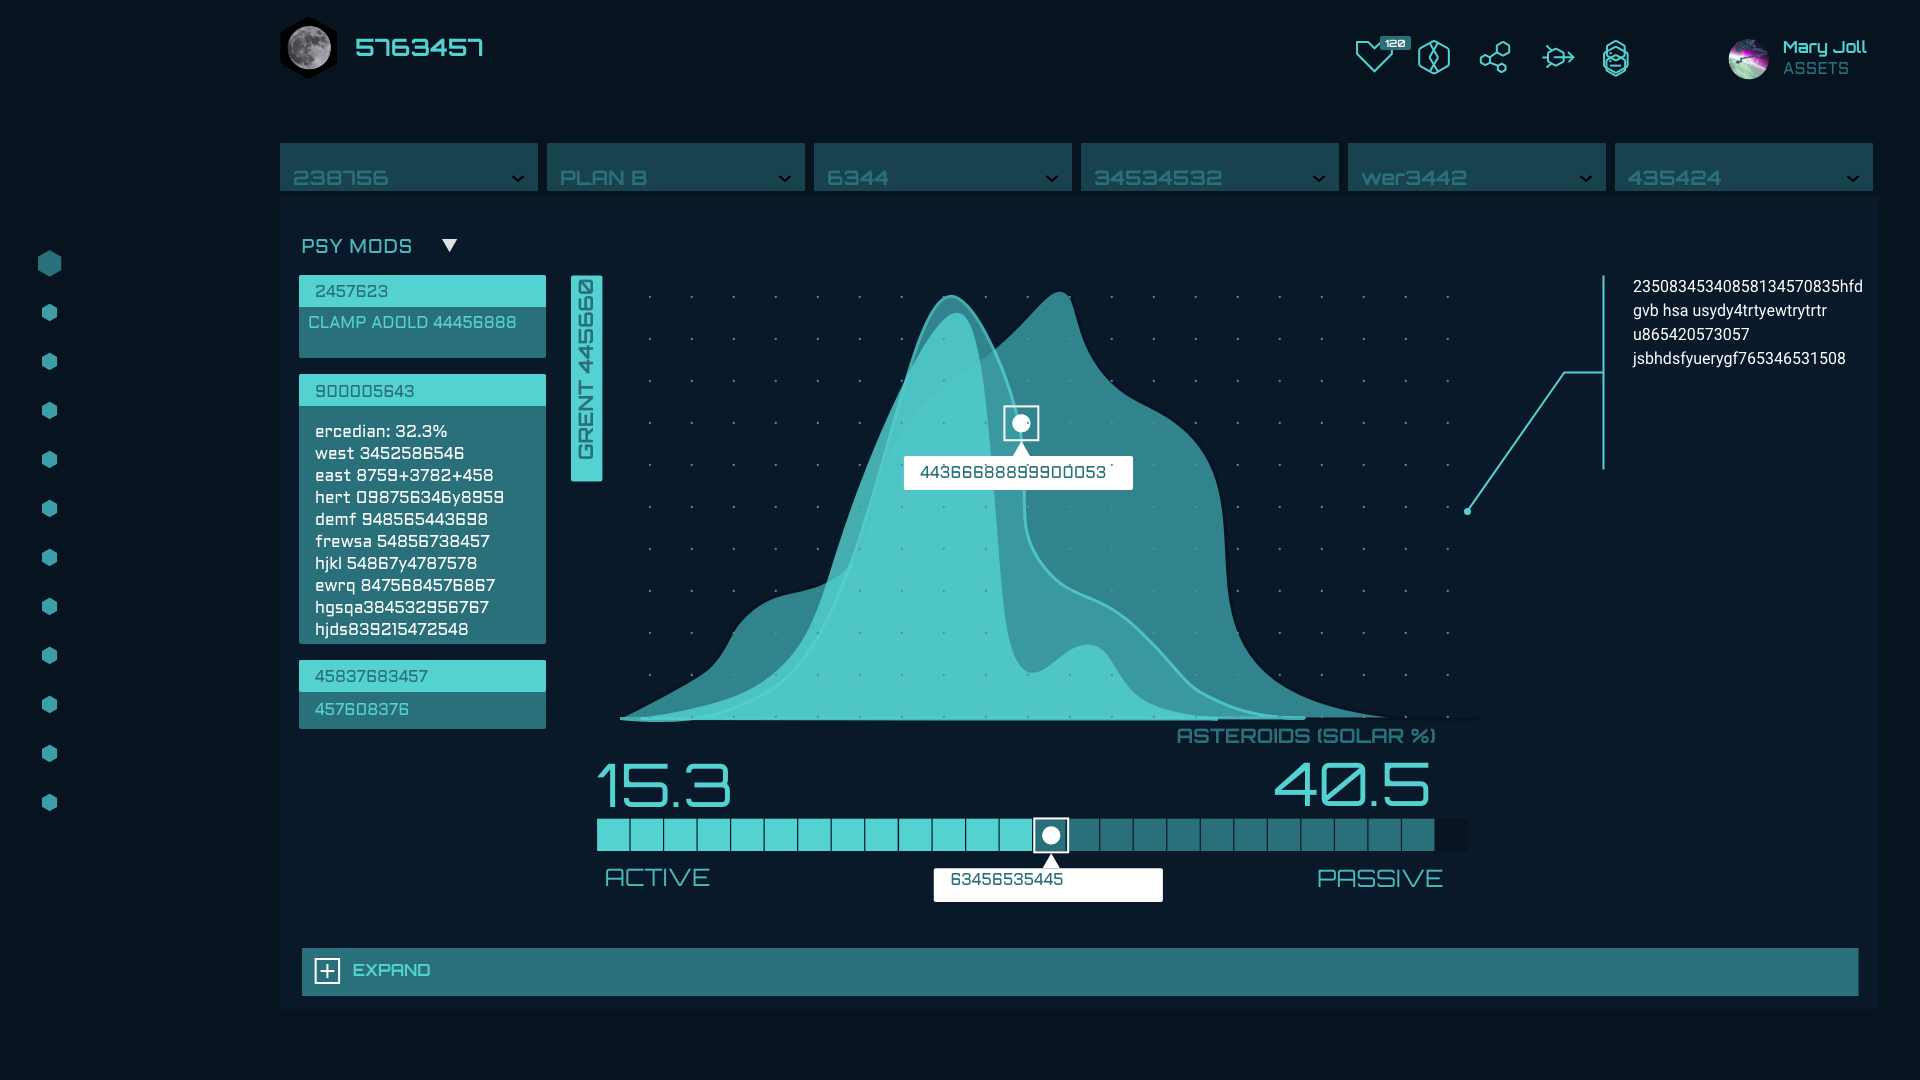 5763457
120
Mary Joll
ASSETS
238756
PLAN B
6344
34534532
wer3442
435424
PSY MODS
2457623
CLAMP ADOLD 44456888
900005643
ercedian: 32.3%
west 3452586546
east 8759+3782+458
hert 098756346y8959
demf 948565443698
frewsa 54856738457
hjkl 54867y4787578
ewrq 8475684576867
hgsqa384532956767
hjds839215472548
45837683457
457608376
GRENT 445660
44366688899900053
23508345340858134570835hfd
gvb hsa usydy4trtyewtrytrtr
u865420573057
jsbhdsfyuerygf765346531508
ASTEROIDS (SOLAR %)
15.3
40.5
ACTIVE
63456535445
PASSIVE
EXPAND